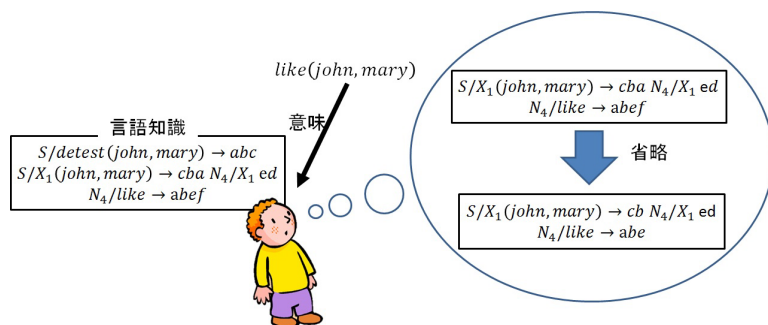 like(john, mary)
意味
言語知識
S/detest(john, mary) → abc
S/X₁(john, mary) → cba N₄/X₁ ed
N₄/like → abef
S/X₁(john, mary) → cba N₄/X₁ ed
N₄/like → abef
省略
S/X₁(john, mary) → cb N₄/X₁ ed
N₄/like → abe